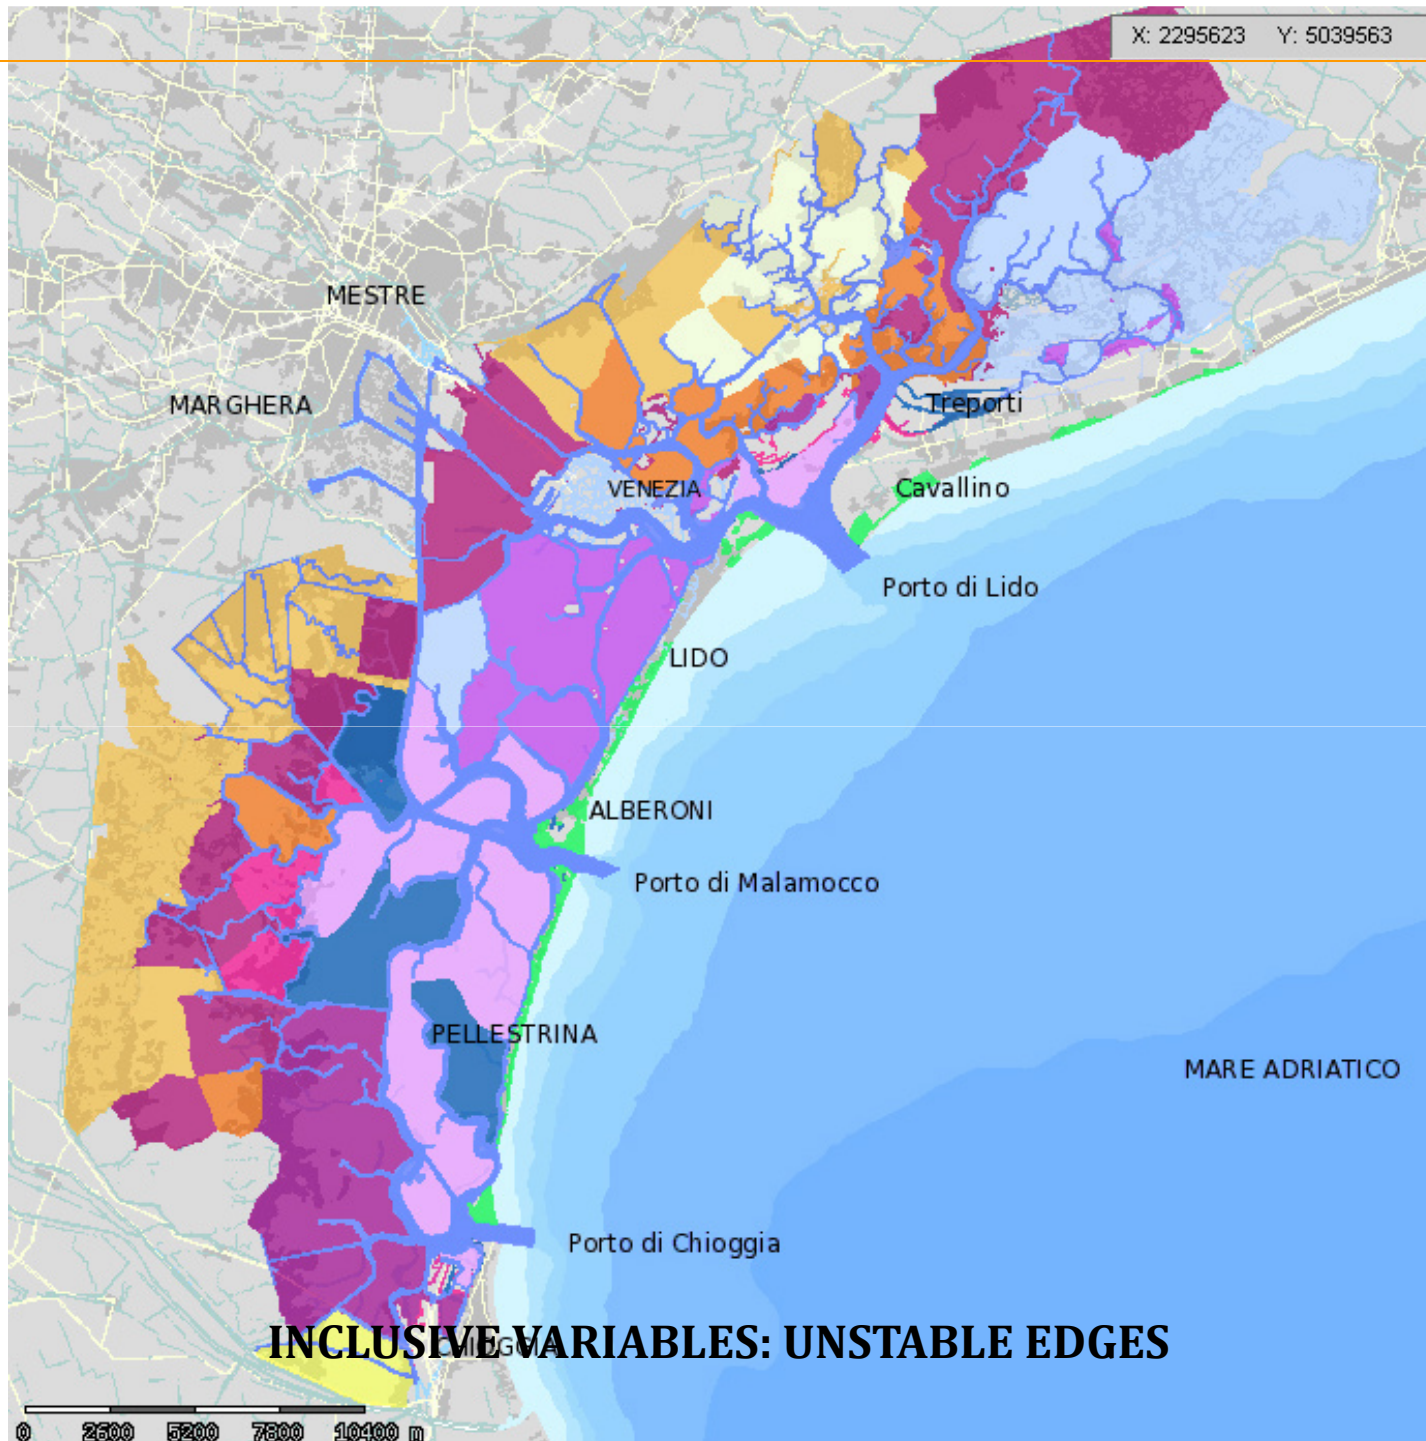 X: 2295623 Y: 5039563
MESTRE
MARGHERA
Treporti
VENEZIA
Cavallino
Porto di Lido
LIDO
ALBERONI
Porto di Malamocco
PELLESTRINA
MARE ADRIATICO
Porto di Chioggia
INCLUSIVE VARIABLES: UNSTABLE EDGES
CHIOGGIA
0 2600 5200 7800 10400 m